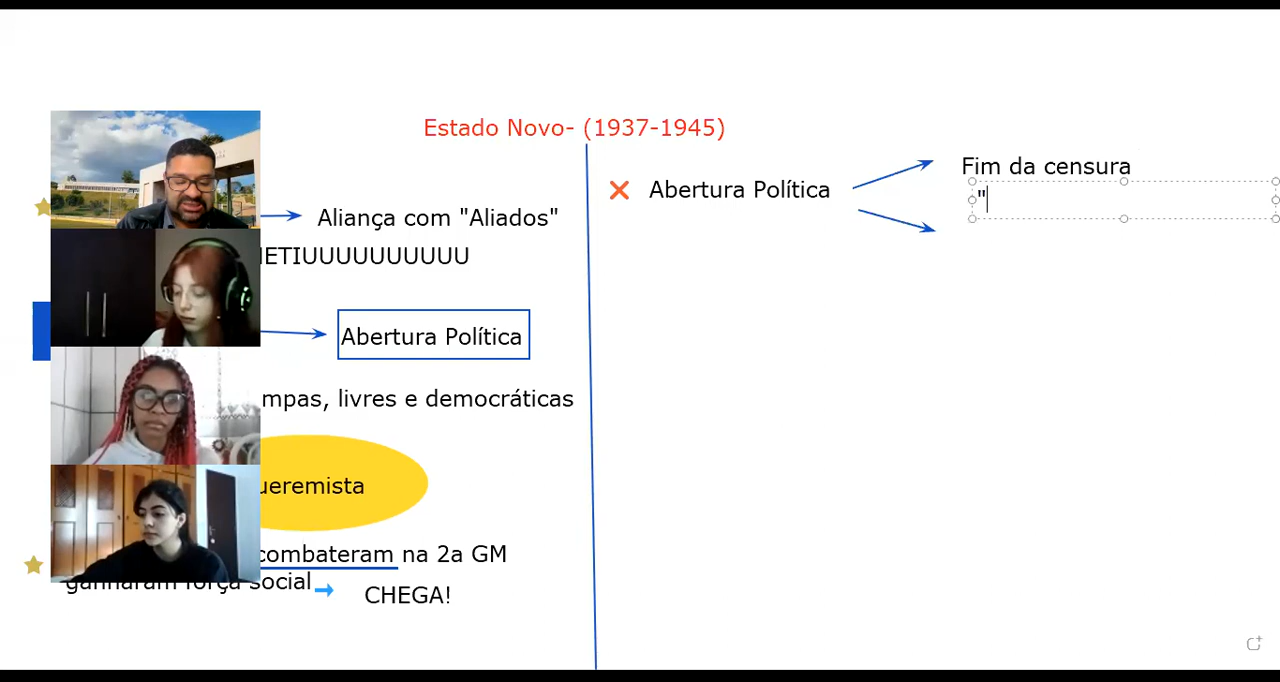 Estado Novo- (1937-1945)
Aliança com "Aliados"
ETIUUUUUUUUUU
Abertura Política
mpas, livres e democráticas
ueremista
combateram na 2a GM
ganharam força social
CHEGA!
Abertura Política
Fim da censura
"